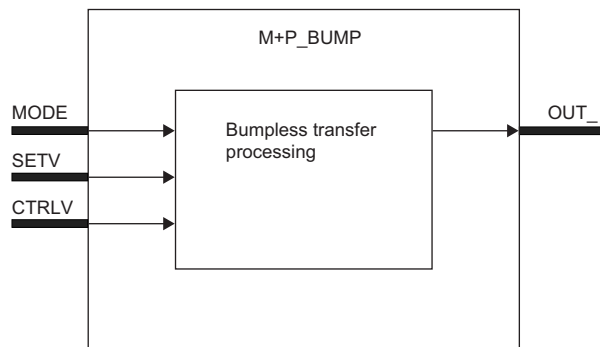 M+P_BUMP
MODE
OUT_
Bumpless transfer
processing
SETV
CTRLV